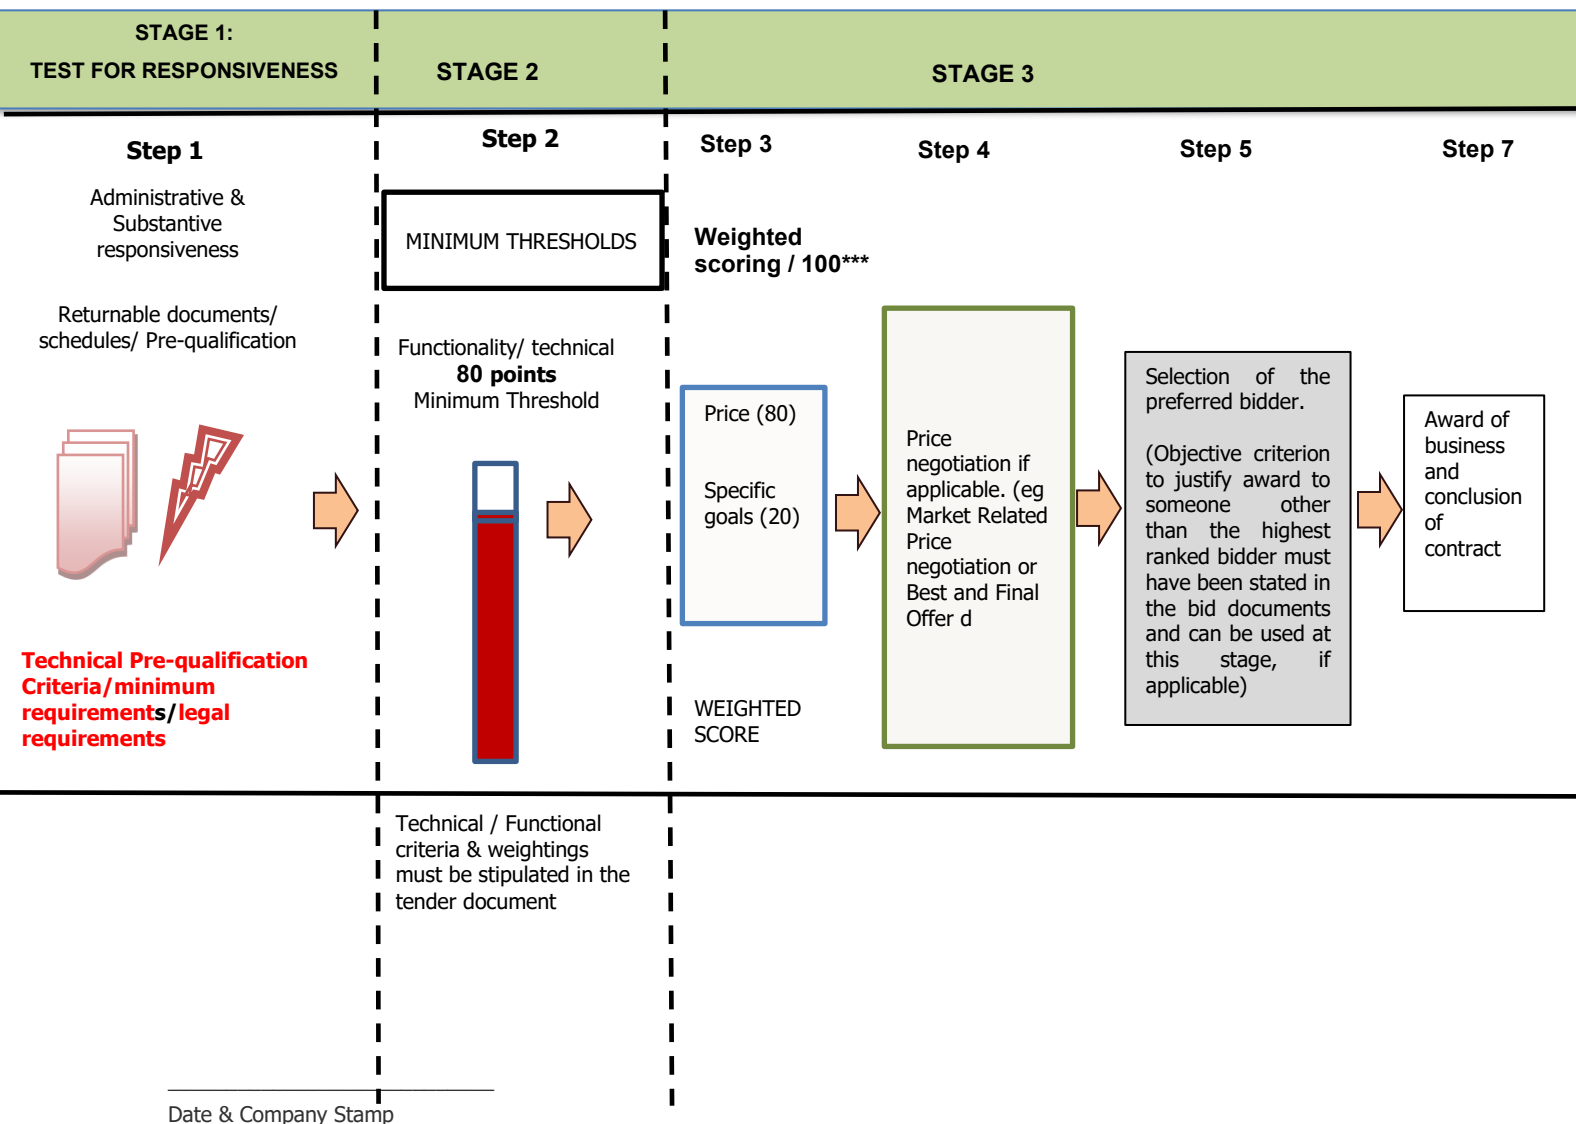 STAGE 1:
TEST FOR RESPONSIVENESS
STAGE 2
STAGE 3
Step 1
Administrative &
Substantive
responsiveness
Returnable documents/
schedules/ Pre-qualification
Technical Pre-qualification
Criteria/minimum
requirements/legal
requirements
Step 2
MINIMUM THRESHOLDS
Functionality/ technical
80 points
Minimum Threshold
Technical / Functional
criteria & weightings
must be stipulated in the
tender document
Step 3
Weighted
scoring / 100***
Price (80)
Specific
goals (20)
WEIGHTED
SCORE
Step 4
Price
negotiation if
applicable. (eg
Market Related
Price
negotiation or
Best and Final
Offer d
Step 5
Selection of the
preferred bidder.
(Objective criterion
to justify award to
someone other
than the highest
ranked bidder must
have been stated in
the bid documents
and can be used at
this stage, if
applicable)
Step 7
Award of
business
and
conclusion
of
contract
Date & Company Stamp